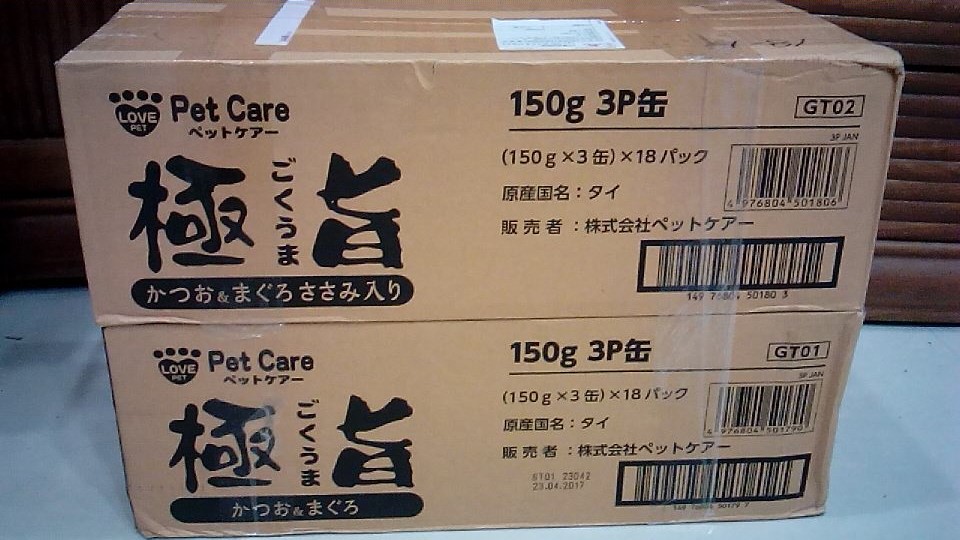 LOVE PET
Pet Care
ペットケアー
極旨
ごくうま
かつお&まぐろささみ入り
150g 3P缶
GT02
(150g×3缶)×18パック
原産国名：タイ
販売者：株式会社ペットケアー
3P JAN
4 976804 501806
149 76804 50180 3
LOVE PET
Pet Care
ペットケアー
極旨
ごくうま
かつお&まぐろ
150g 3P缶
GT01
(150g×3缶)×18パック
原産国名：タイ
販売者：株式会社ペットケアー
3P JAN
4 976804 501790
ST01 23042
23.04.2017
149 76804 50179 7